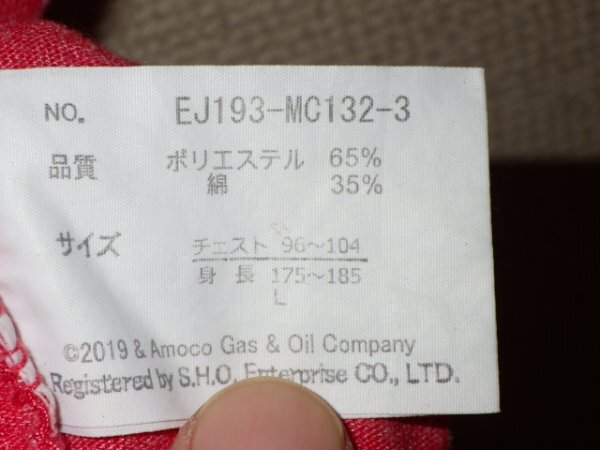 NO. EJ193-MC132-3
品質 ポリエステル 65%
綿 35%
サイズ チェスト 96~104
身長 175~185
L
©2019 & Amoco Gas & Oil Company
Registered by S.H.O. Enterprise CO., LTD.